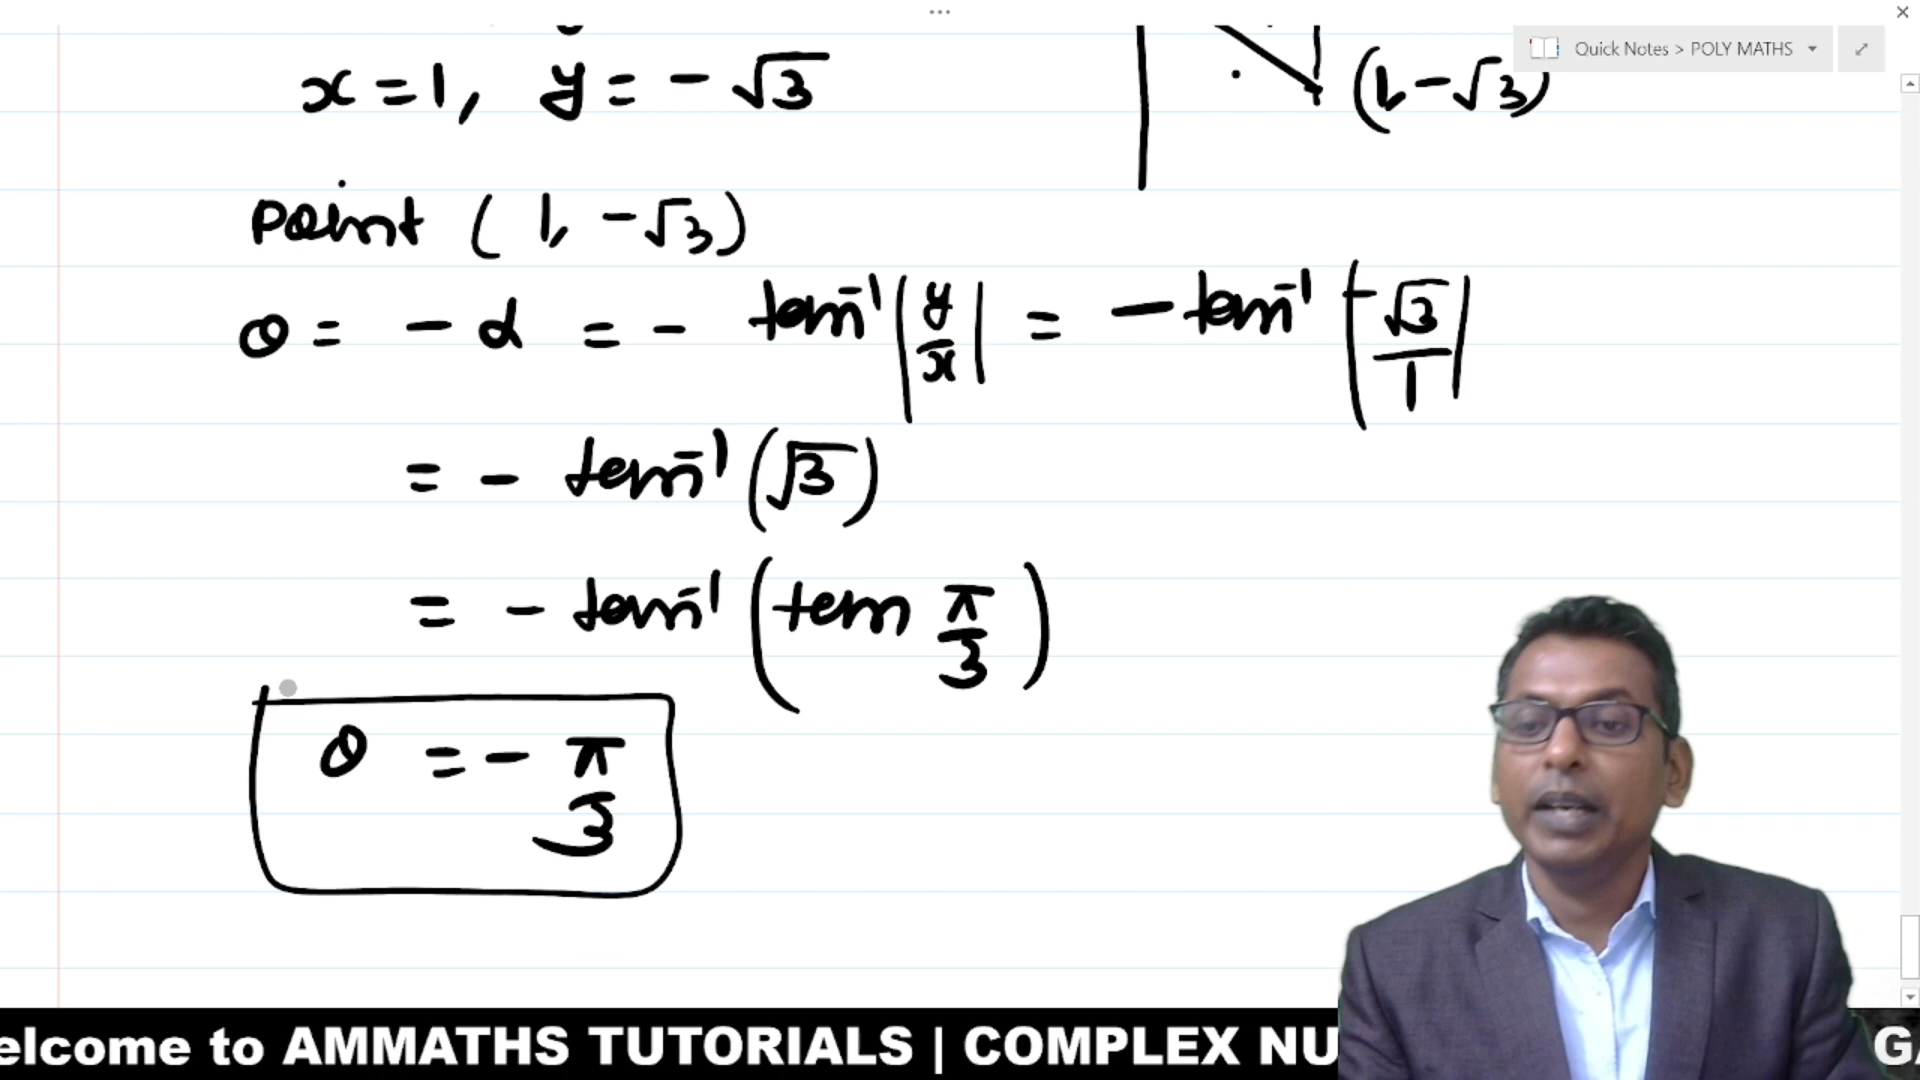 Quick Notes > POLY MATHS
x = 1, y = - √3
(1, -√3)
Point (1, -√3)
θ = - α = - tan⁻¹ |y/x| = - tan⁻¹ |-√3/1|
= - tan⁻¹ (√3)
= - tan⁻¹ (tan π/3)
θ = - π/3
elcome to AMMATHS TUTORIALS | COMPLEX NU